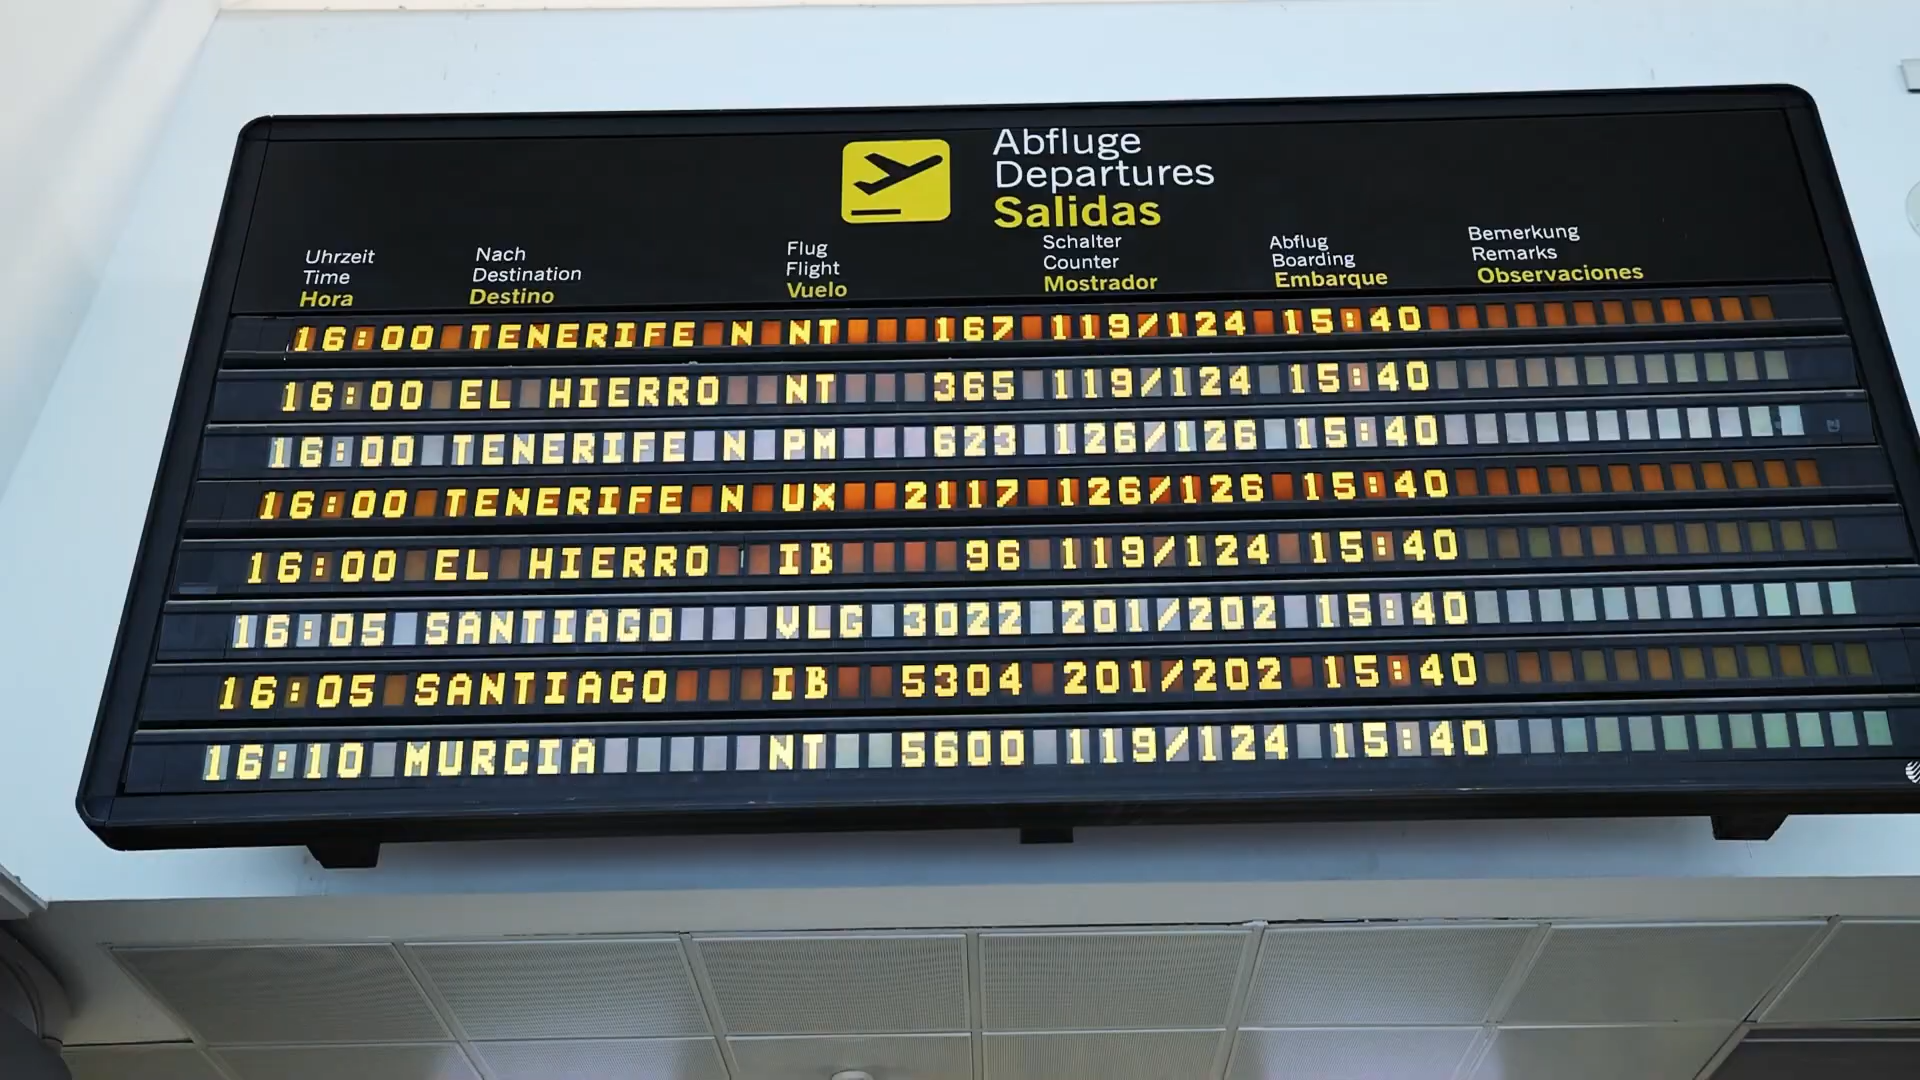 Abfluge
Departures
Salidas
Uhrzeit Nach Flug Schalter Abflug Bemerkung
Time Destination Flight Counter Boarding Remarks
Hora Destino Vuelo Mostrador Embarque Observaciones
16:00 TENERIFE N NT 167 119/124 15:40
16:00 EL HIERRO NT 365 119/124 15:40
16:00 TENERIFE N PM 623 126/126 15:40
16:00 TENERIFE N UX 2117 126/126 15:40
16:00 EL HIERRO IB 96 119/124 15:40
16:05 SANTIAGO VLG 3022 201/202 15:40
16:05 SANTIAGO IB 5304 201/202 15:40
16:10 MURCIA NT 5600 119/124 15:40